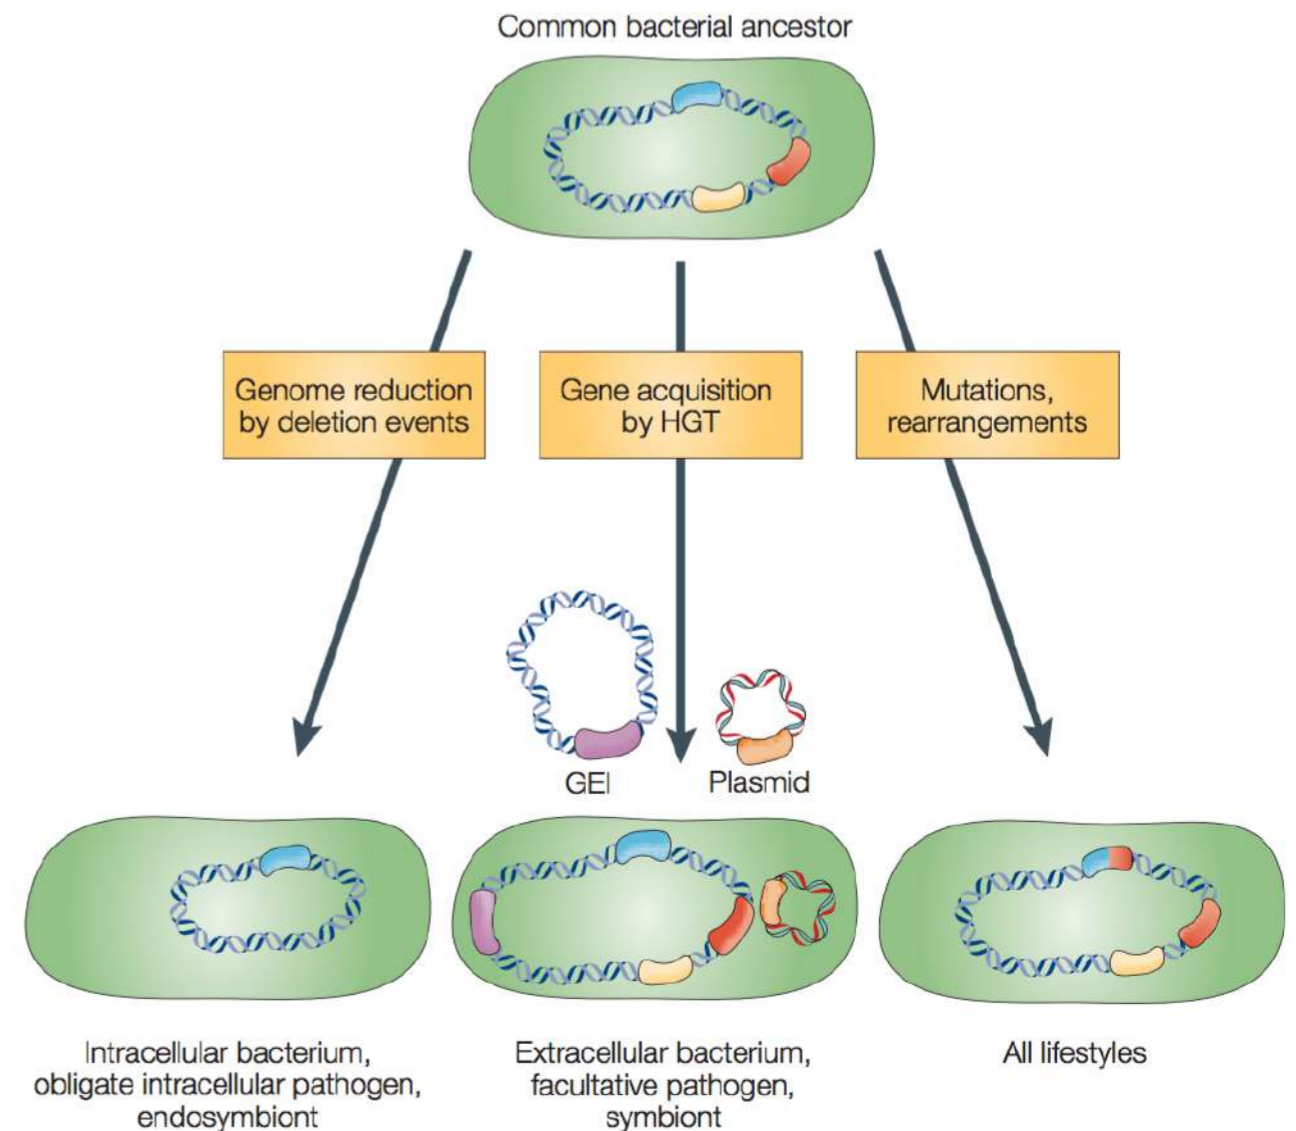 Common bacterial ancestor
Genome reduction
by deletion events
Gene acquisition
by HGT
Mutations,
rearrangements
GEI
Plasmid
Intracellular bacterium,
obligate intracellular pathogen,
endosymbiont
Extracellular bacterium,
facultative pathogen,
symbiont
All lifestyles